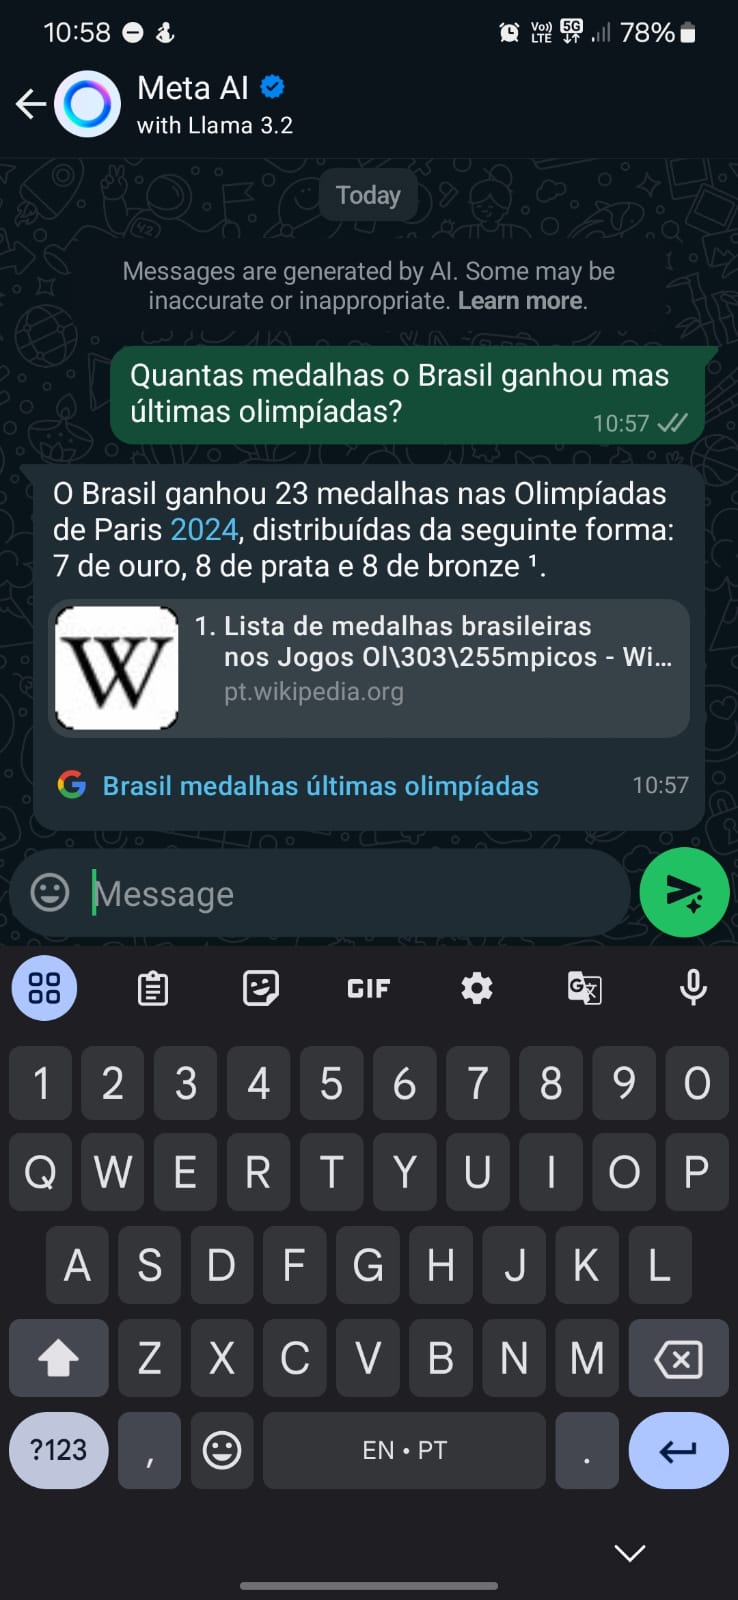 10:58
Vo)) LTE 5G 78%
Meta AI
with Llama 3.2
Today
Messages are generated by AI. Some may be
inaccurate or inappropriate. Learn more.
Quantas medalhas o Brasil ganhou mas
últimas olimpíadas?
10:57
O Brasil ganhou 23 medalhas nas Olimpíadas
de Paris 2024, distribuídas da seguinte forma:
7 de ouro, 8 de prata e 8 de bronze ¹.
W
1. Lista de medalhas brasileiras
nos Jogos Ol\303\255mpicos - Wi...
pt.wikipedia.org
G Brasil medalhas últimas olimpíadas
10:57
Message
GIF
1 2 3 4 5 6 7 8 9 0
Q W E R T Y U I O P
A S D F G H J K L
Z X C V B N M
?123 , EN • PT .